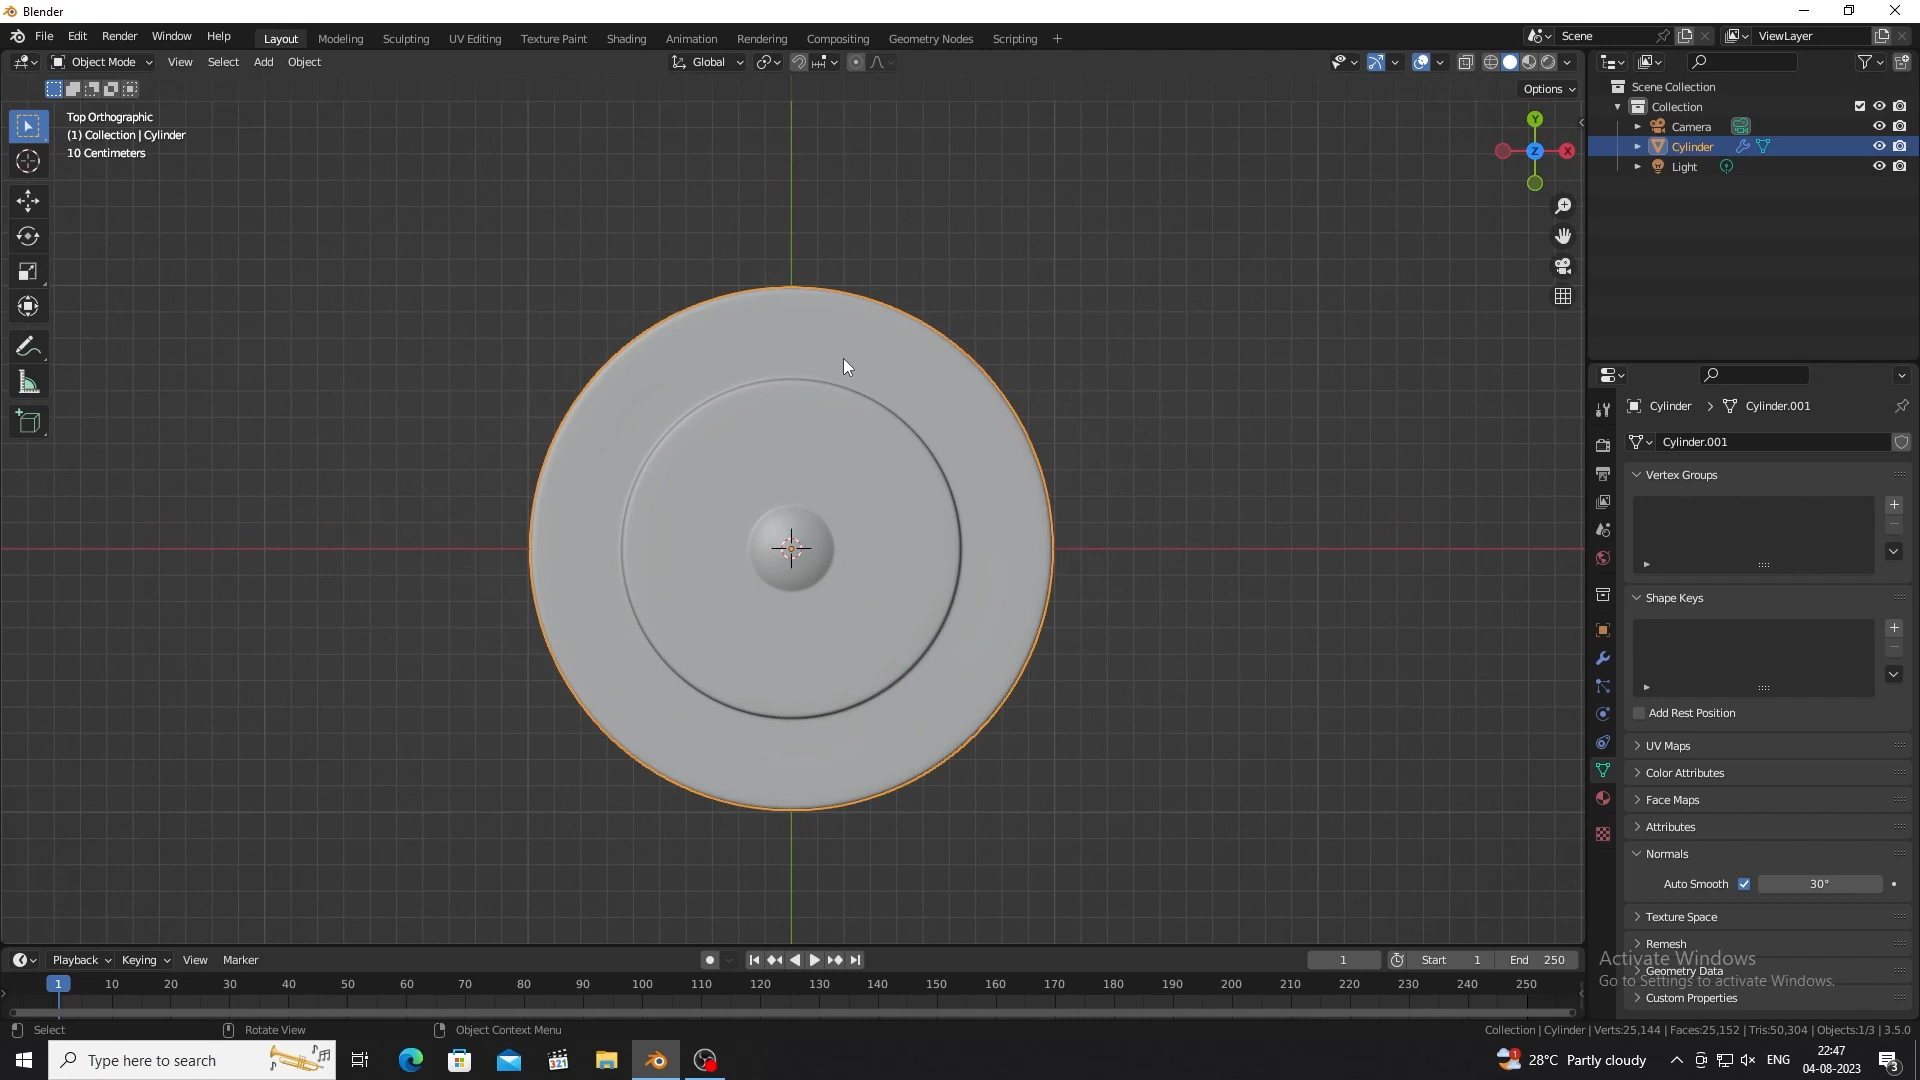 Blender
File Edit Render Window Help
Layout Modeling Sculpting UV Editing Texture Paint Shading Animation Rendering Compositing Geometry Nodes Scripting +
Scene
ViewLayer
Object Mode View Select Add Object
Global
Options
Top Orthographic
(1) Collection | Cylinder
10 Centimeters
Y
X
Z
Scene Collection
Collection
Camera
Cylinder
Light
Cylinder > Cylinder.001
Cylinder.001
Vertex Groups
Shape Keys
Add Rest Position
UV Maps
Color Attributes
Face Maps
Attributes
Normals
Auto Smooth 30°
Texture Space
Remesh
Geometry Data
Custom Properties
Activate Windows
Go to Settings to activate Windows.
Playback Keying View Marker
1 Start 1 End 250
1 10 20 30 40 50 60 70 80 90 100 110 120 130 140 150 160 170 180 190 200 210 220 230 240 250
Select Rotate View Object Context Menu
Collection | Cylinder | Verts:25,144 | Faces:25,152 | Tris:50,304 | Objects:1/3 | 3.5.0
Type here to search
321
1
28°C Partly cloudy
ENG
22:47
04-08-2023
3